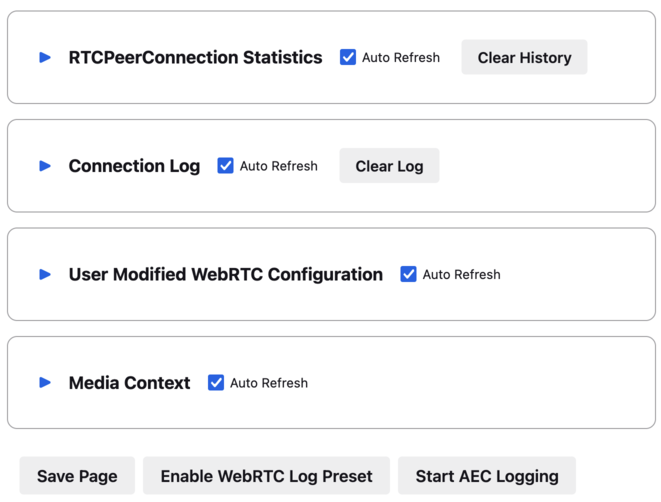 RTCPeerConnection Statistics Auto Refresh Clear History
Connection Log Auto Refresh Clear Log
User Modified WebRTC Configuration Auto Refresh
Media Context Auto Refresh
Save Page Enable WebRTC Log Preset Start AEC Logging